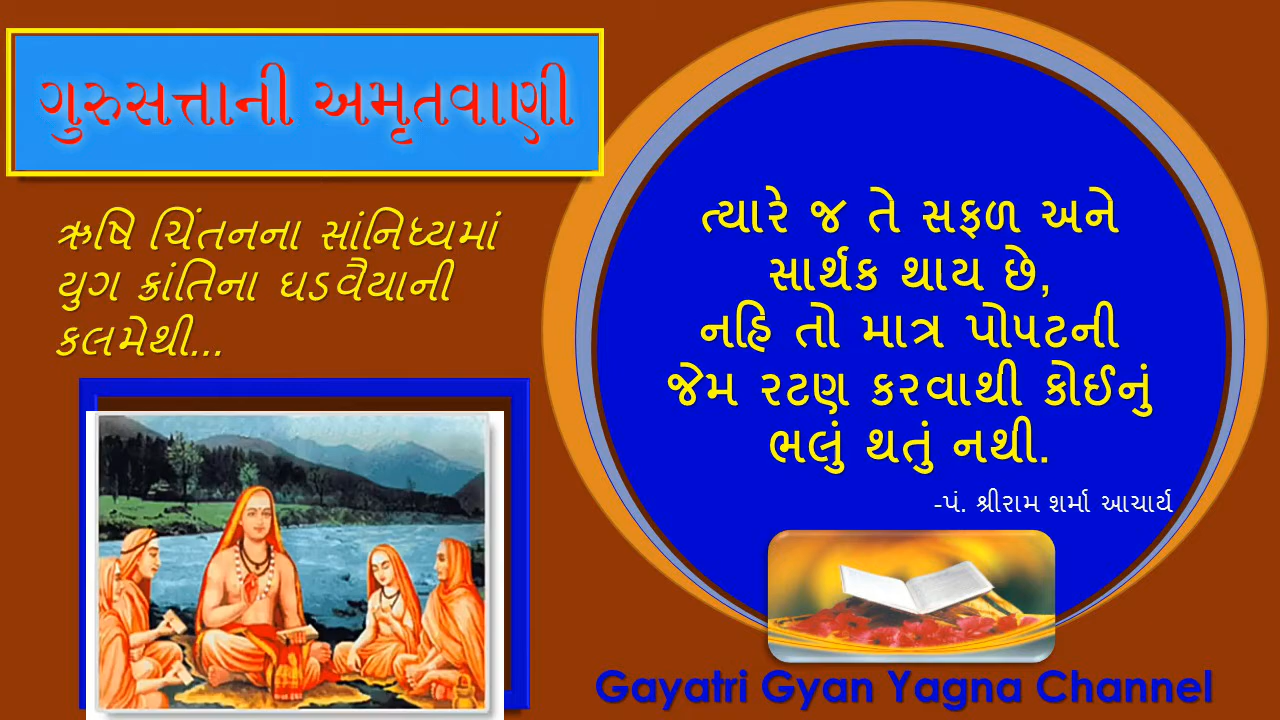 ગુરુસત્તાની અમૃતવાણી
ઋષિ ચિંતનના સાંનિધ્યમાં
યુગ ક્રાંતિના ઘડવૈયાની
કલમેથી...
ત્યારે જ તે સફળ અને
સાર્થક થાય છે,
નહિ તો માત્ર પોપટની
જેમ રટણ કરવાથી કોઈનું
ભલું થતું નથી.
-પં. શ્રીરામ શર્મા આચાર્ય
Gayatri Gyan Yagna Channel